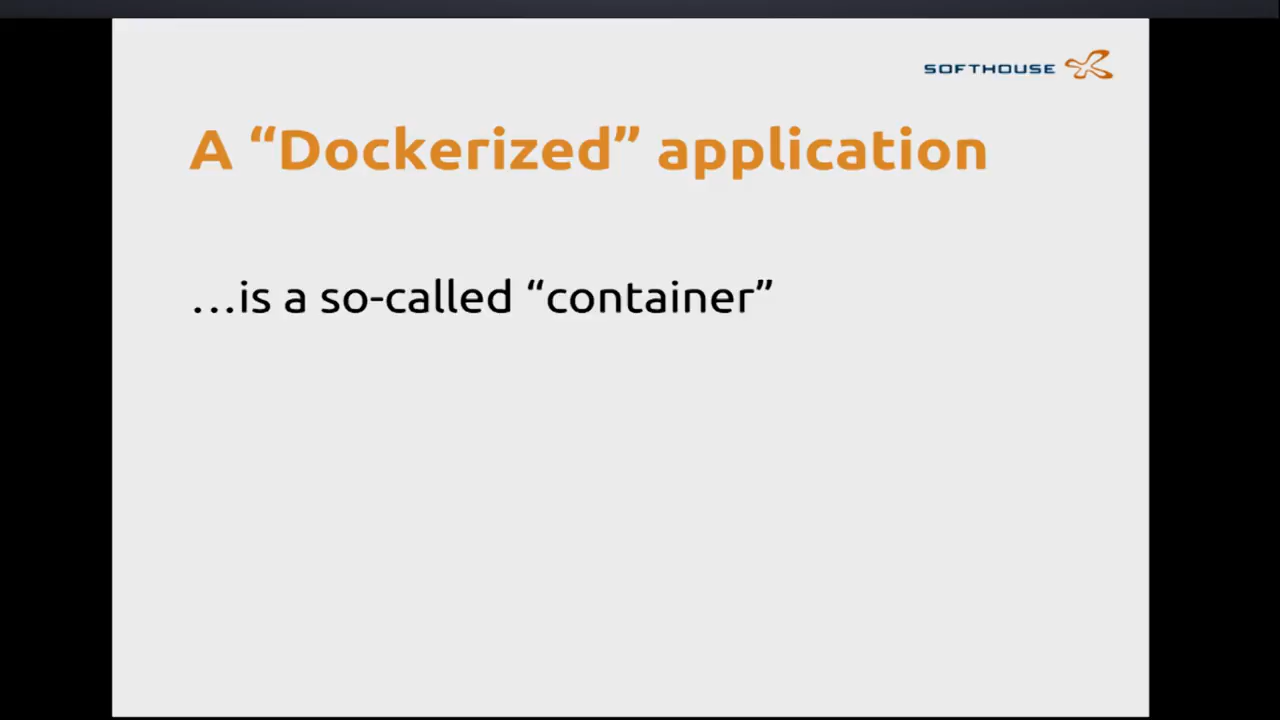 SOFTHOUSE
A “Dockerized” application
…is a so-called “container”